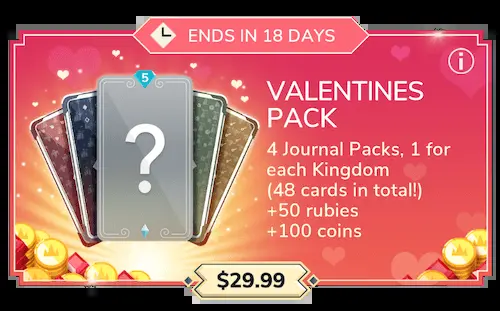 ENDS IN 18 DAYS
5
?
VALENTINES
PACK
4 Journal Packs, 1 for
each Kingdom
(48 cards in total!)
+50 rubies
+100 coins
$29.99